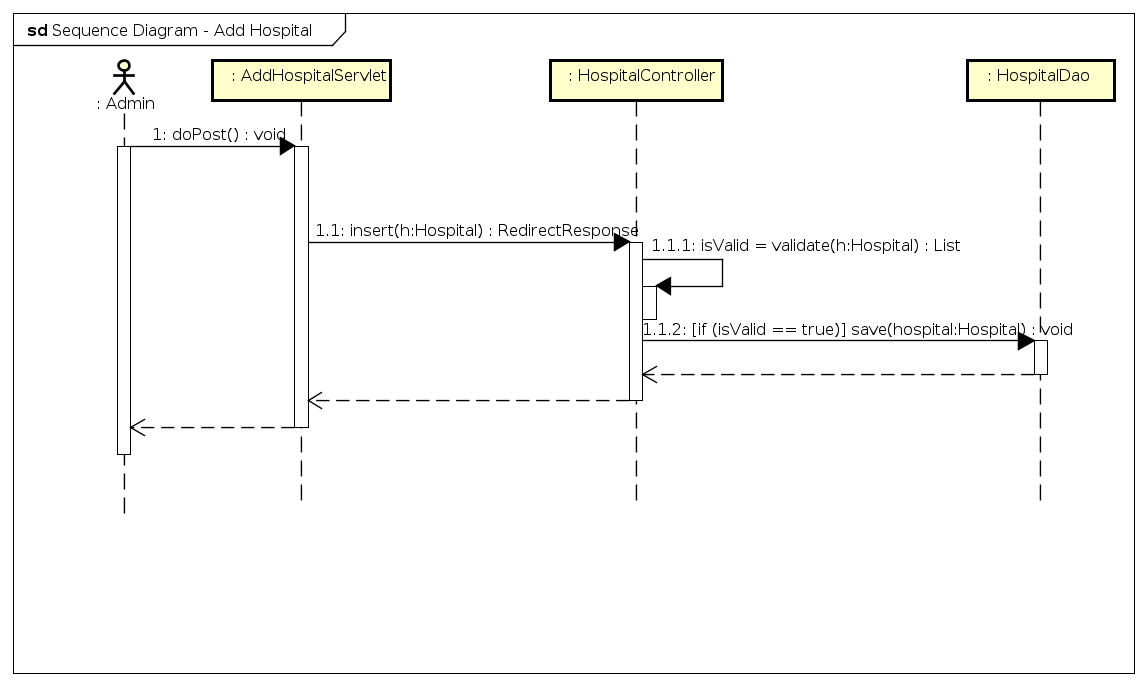 sd Sequence Diagram - Add Hospital
: Admin
: AddHospitalServlet
: HospitalController
: HospitalDao
1: doPost() : void
1.1: insert(h:Hospital) : RedirectResponse
1.1.1: isValid = validate(h:Hospital) : List
1.1.2: [if (isValid == true)] save(hospital:Hospital) : void